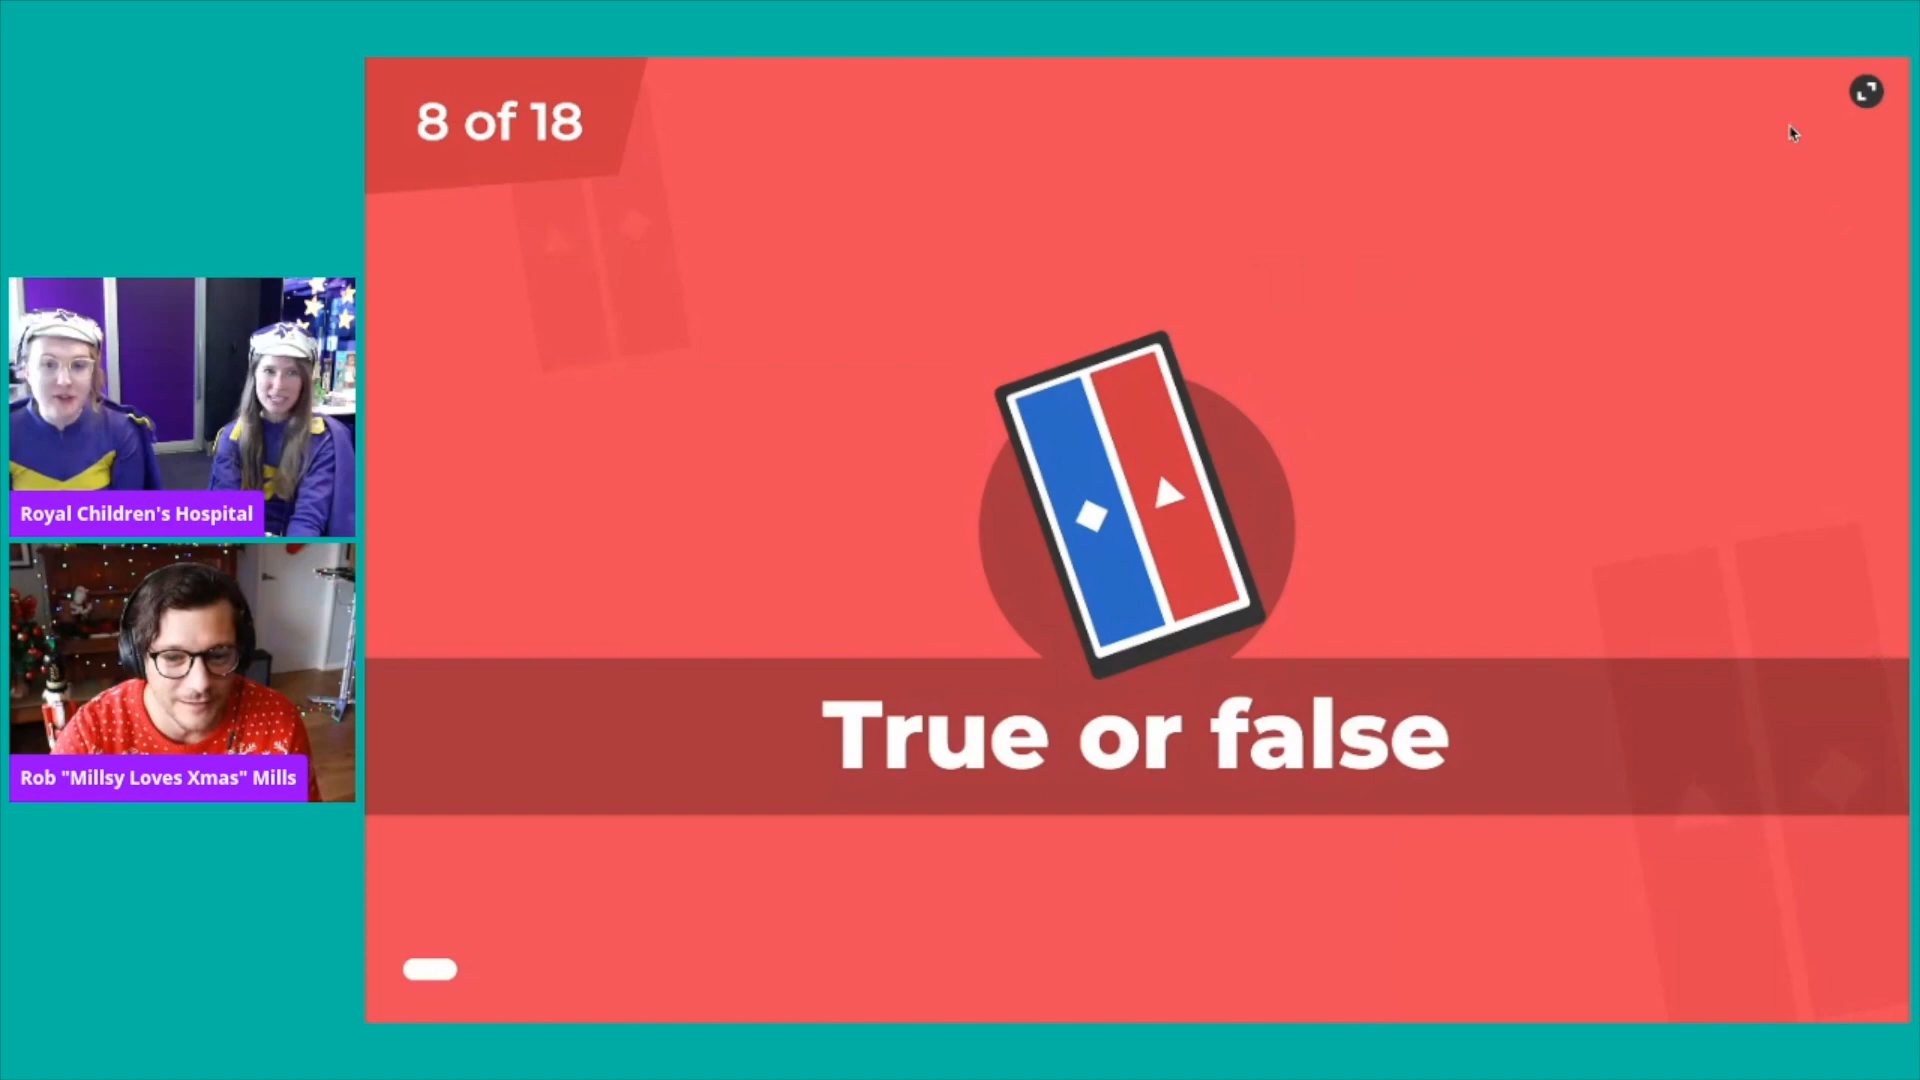 8 of 18
Royal Children's Hospital
Rob "Millsy Loves Xmas" Mills
True or false